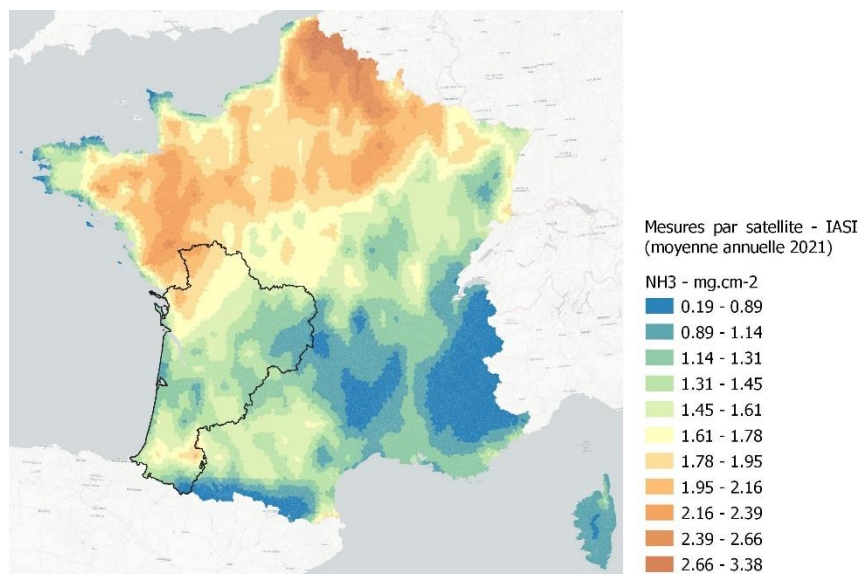 Mesures par satellite - IASI
(moyenne annuelle 2021)
NH3 - mg.cm-2
0.19 - 0.89
0.89 - 1.14
1.14 - 1.31
1.31 - 1.45
1.45 - 1.61
1.61 - 1.78
1.78 - 1.95
1.95 - 2.16
2.16 - 2.39
2.39 - 2.66
2.66 - 3.38